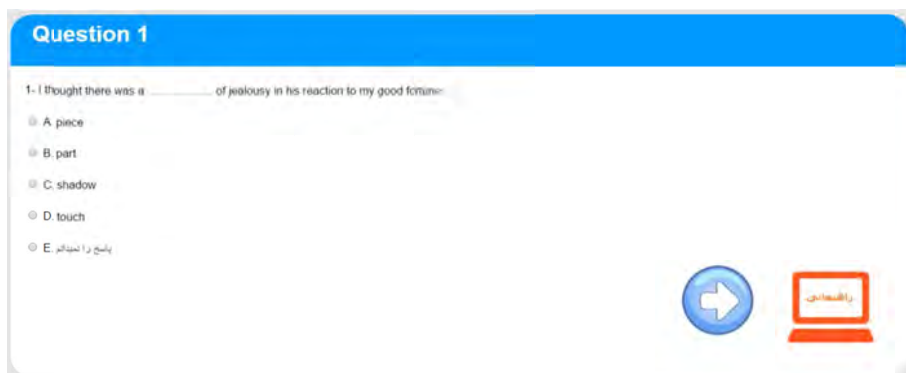 Question 1
1- I thought there was a ................ of jealousy in his reaction to my good fortune.
A. piece
B. part
C. shadow
D. touch
E. پاسخ را نمیدانم
راهنمایی